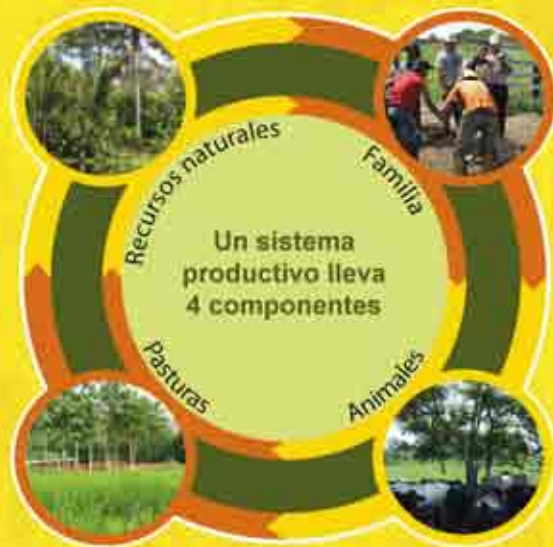 Recursos naturales
Familia
Un sistema
productivo lleva
4 componentes
Pasturas
Animales